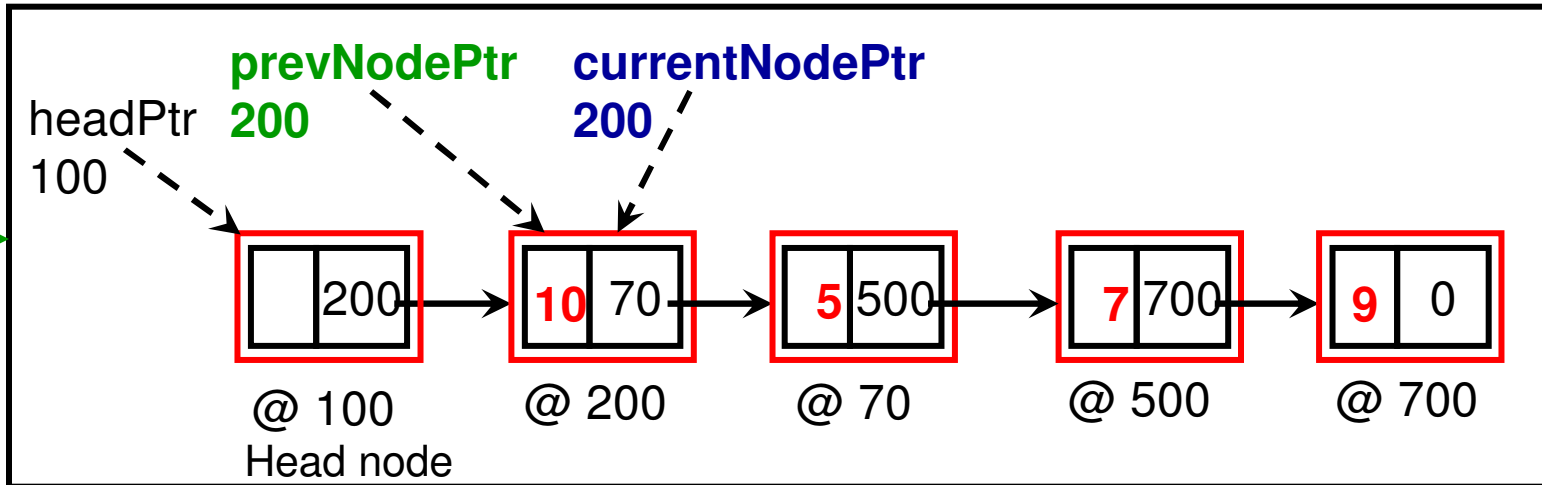 prevNodePtr currentNodePtr
headPtr 200 200
100
200 10 70 5 500 7 700 9 0
@ 100 @ 200 @ 70 @ 500 @ 700
Head node